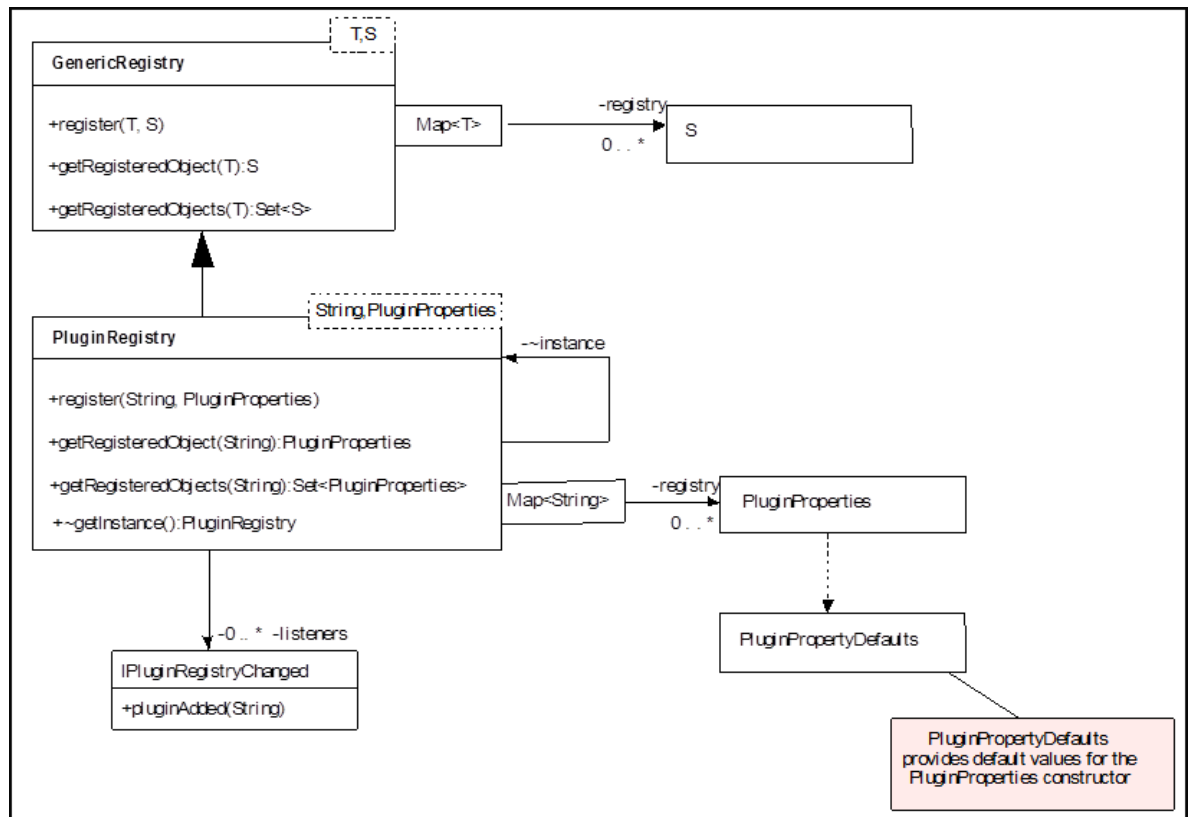 T,S
GenericRegistry
+register(T, S)
+getRegisteredObject(T):S
+getRegisteredObjects(T):Set<S>
Map<T>
-registry
0 . . *
S
String,PluginProperties
PluginRegistry
+register(String, PluginProperties)
+getRegisteredObject(String):PluginProperties
+getRegisteredObjects(String):Set<PluginProperties>
+~getInstance():PluginRegistry
-~instance
Map<String>
-registry
0 . . *
PluginProperties
PluginPropertyDefaults
-0 . . * -listeners
IPluginRegistryChanged
+pluginAdded(String)
PluginPropertyDefaults
provides default values for the
PluginProperties constructor